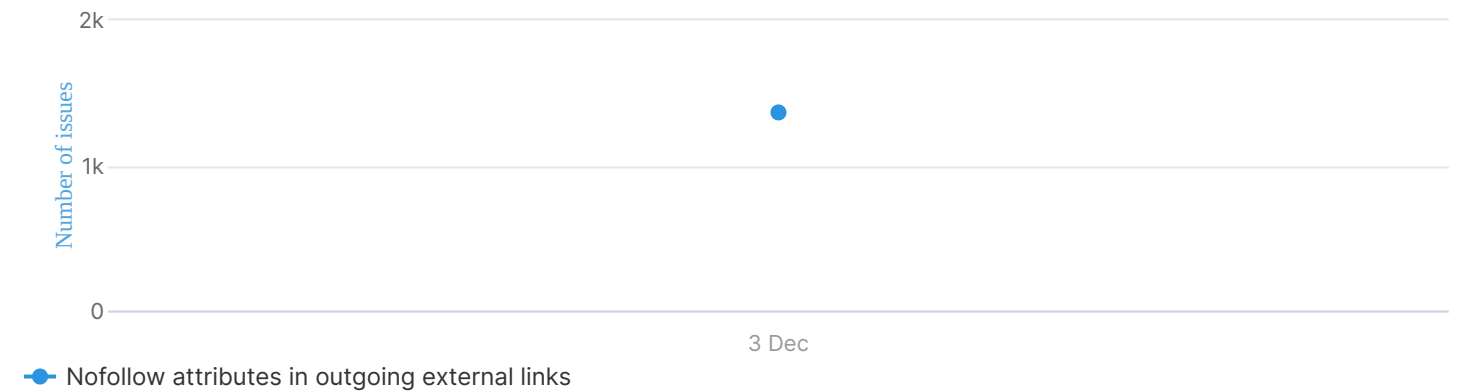 2k
Number of issues
1k
0
3 Dec
Nofollow attributes in outgoing external links